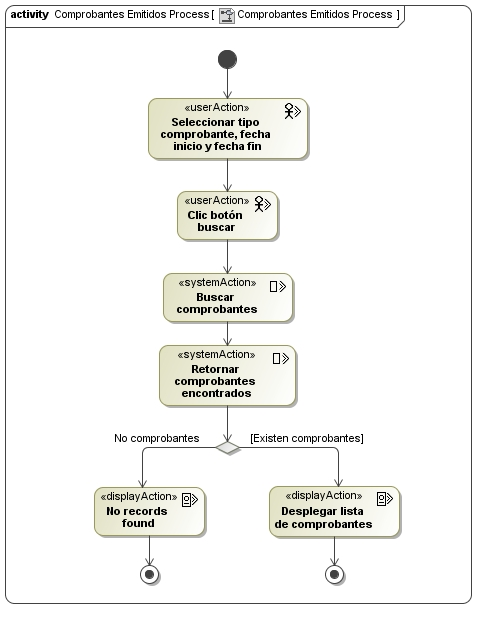 activity Comprobantes Emitidos Process [ Comprobantes Emitidos Process ]
«userAction»
Seleccionar tipo
comprobante, fecha
inicio y fecha fin
«userAction»
Clic botón
buscar
«systemAction»
Buscar
comprobantes
«systemAction»
Retornar
comprobantes
encontrados
No comprobantes
[Existen comprobantes]
«displayAction»
No records
found
«displayAction»
Desplegar lista
de comprobantes